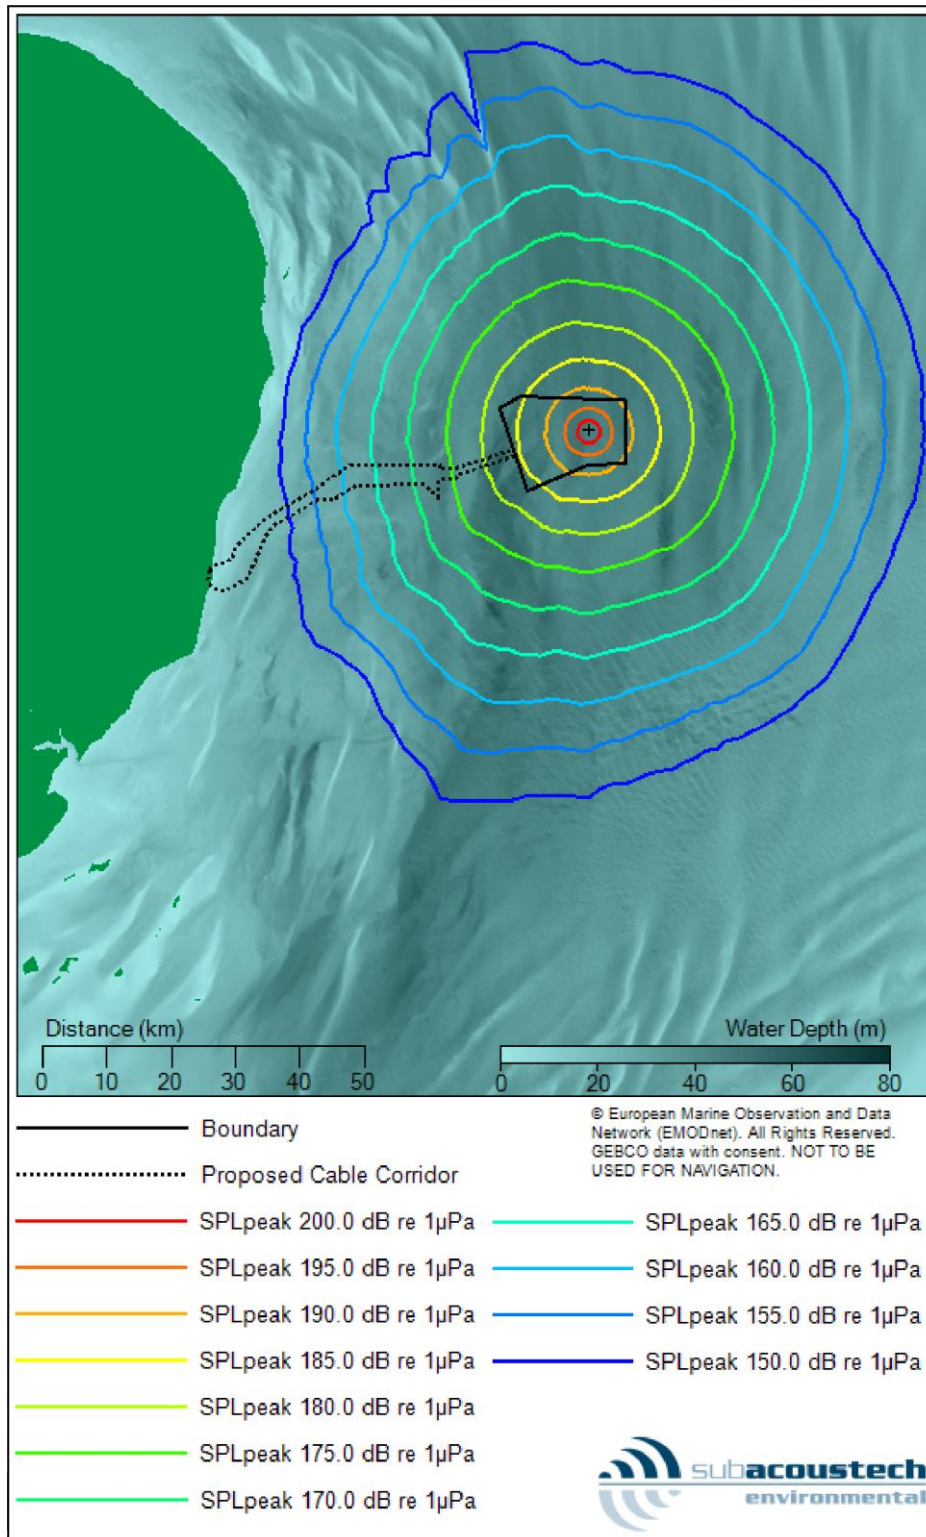 Distance (km)
0 10 20 30 40 50
Water Depth (m)
0 20 40 60 80
Boundary
Proposed Cable Corridor
SPLpeak 200.0 dB re 1µPa
SPLpeak 195.0 dB re 1µPa
SPLpeak 190.0 dB re 1µPa
SPLpeak 185.0 dB re 1µPa
SPLpeak 180.0 dB re 1µPa
SPLpeak 175.0 dB re 1µPa
SPLpeak 170.0 dB re 1µPa
© European Marine Observation and Data
Network (EMODnet). All Rights Reserved.
GEBCO data with consent. NOT TO BE
USED FOR NAVIGATION.
SPLpeak 165.0 dB re 1µPa
SPLpeak 160.0 dB re 1µPa
SPLpeak 155.0 dB re 1µPa
SPLpeak 150.0 dB re 1µPa
subacoustech
environmental